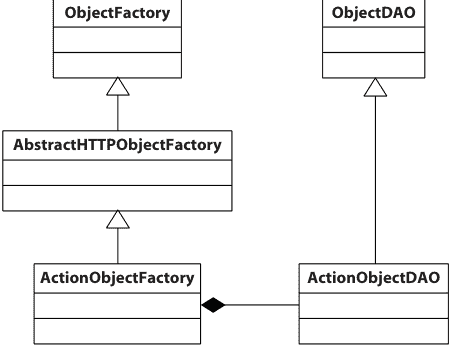 ObjectFactory
ObjectDAO
AbstractHTTPObjectFactory
ActionObjectFactory
ActionObjectDAO